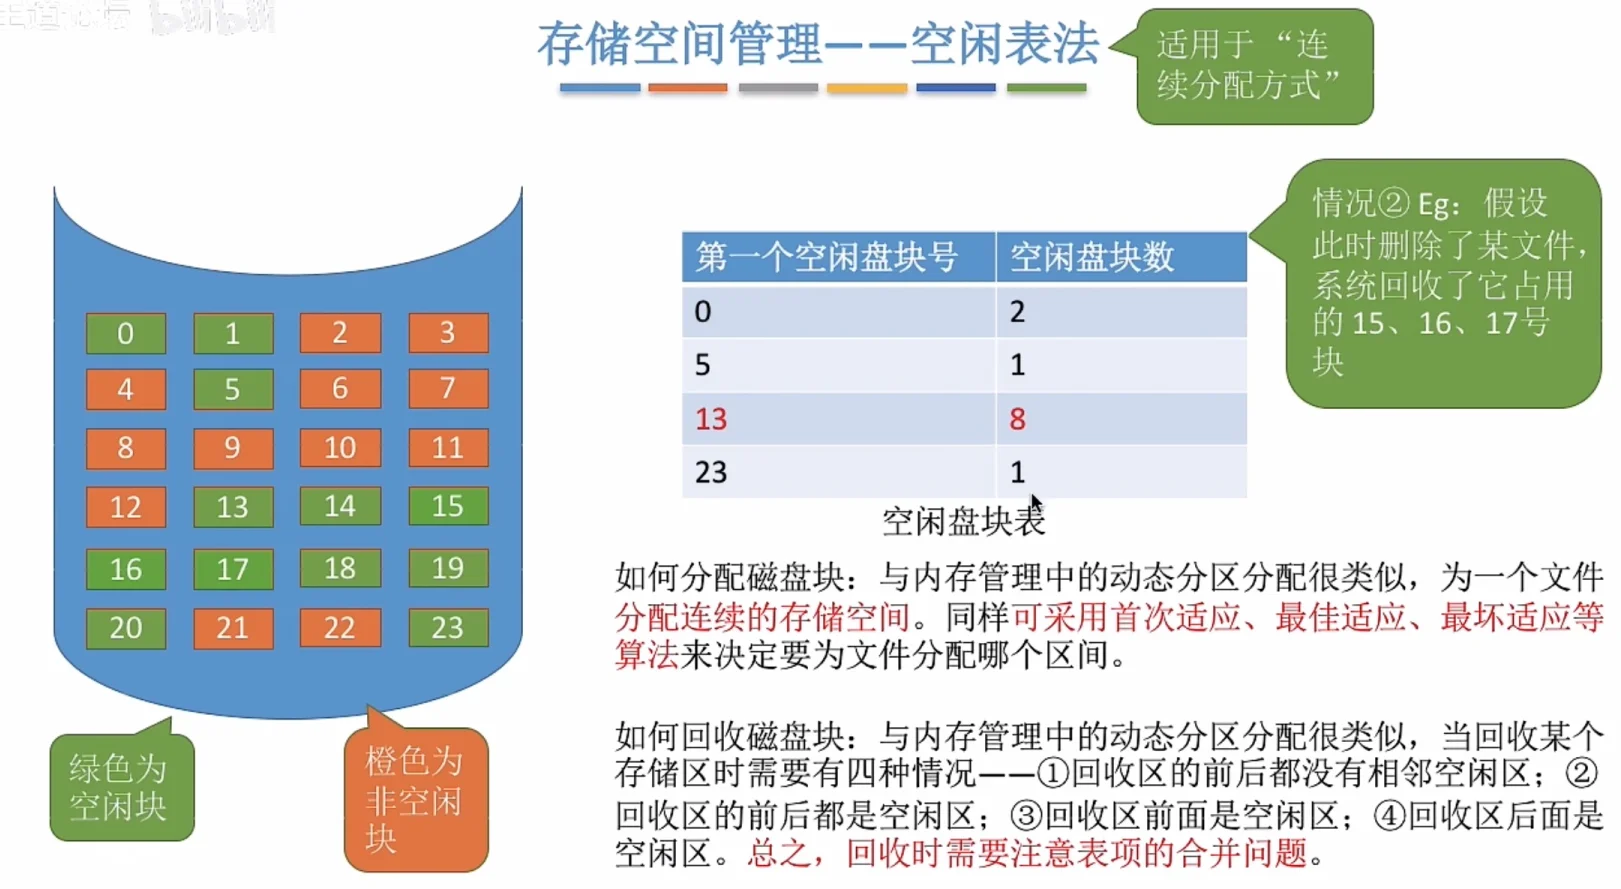 存储空间管理——空闲表法
适用于 “连
续分配方式”
情况② Eg：假设
此时删除了某文件，
系统回收了它占用
的 15、16、17号
块
第一个空闲盘块号 空闲盘块数
0 2
5 1
13 8
23 1
空闲盘块表
0 1 2 3
4 5 6 7
8 9 10 11
12 13 14 15
16 17 18 19
20 21 22 23
绿色为
空闲块
橙色为
非空闲
块
如何分配磁盘块：与内存管理中的动态分区分配很类似，为一个文件
分配连续的存储空间。同样可采用首次适应、最佳适应、最坏适应等
算法来决定要为文件分配哪个区间。
如何回收磁盘块：与内存管理中的动态分区分配很类似，当回收某个
存储区时需要有四种情况——①回收区的前后都没有相邻空闲区；②
回收区的前后都是空闲区；③回收区前面是空闲区；④回收区后面是
空闲区。总之，回收时需要注意表项的合并问题。
bilibili